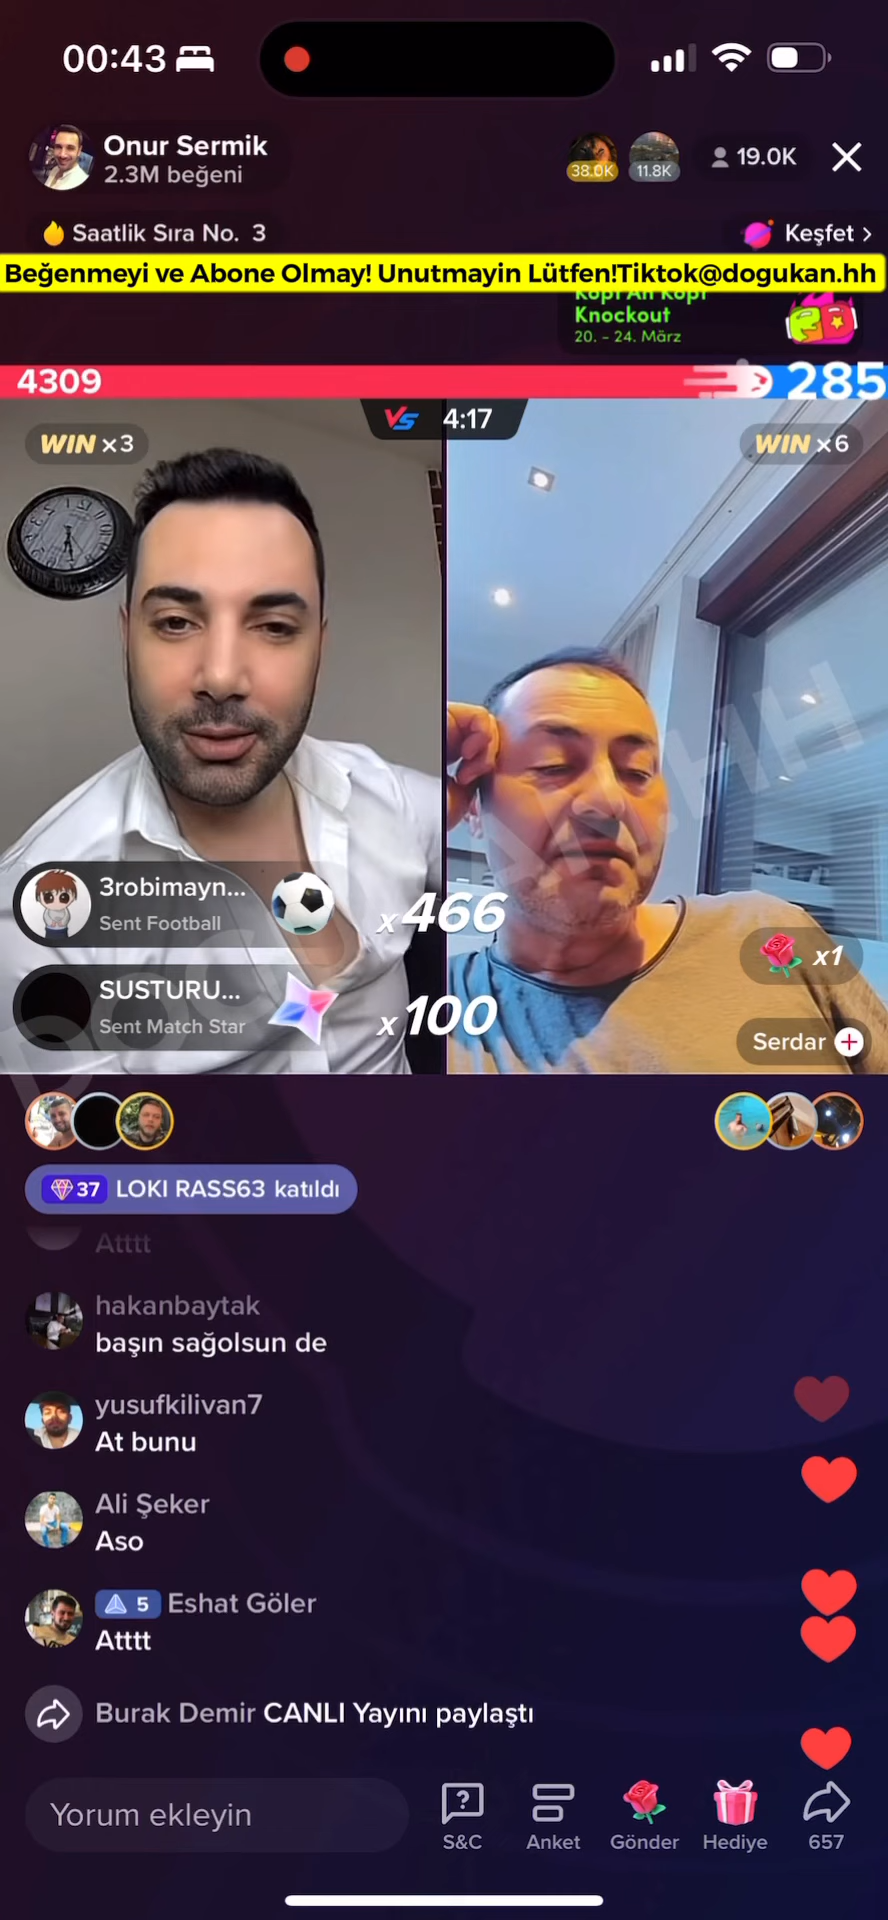 00:43
Onur Sermik
2.3M beğeni
38.0K
11.8K
19.0K
Saatlik Sıra No. 3
Keşfet >
Beğenmeyi ve Abone Olmay! Unutmayin Lütfen!Tiktok@dogukan.hh
Kopf An Kopf
Knockout
20. - 24. März
4309
285
VS 4:17
WIN x3
WIN x6
3robimayn...
Sent Football
x466
SUSTURU...
Sent Match Star
x100
x1
Serdar +
37 LOKI RASS63 katıldı
Atttt
hakanbaytak
başın sağolsun de
yusufkilivan7
At bunu
Ali Şeker
Aso
5 Eshat Göler
Atttt
Burak Demir CANLI Yayını paylaştı
Yorum ekleyin
S&C
Anket
Gönder
Hediye
657